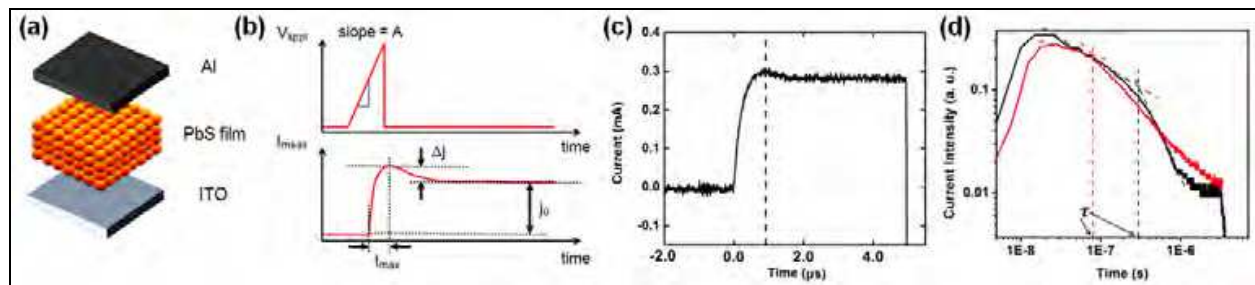 (a)
Al
PbS film
ITO
(b)
V_appl
slope = A
time
I_meas
Δj
j₀
t_max
time
(c)
Current (mA)
0.4
0.3
0.2
0.1
0.0
-0.1
-2.0 0.0 2.0 4.0
Time (µs)
(d)
Current Intensity (a. u.)
0.1
0.01
τ
1E-8 1E-7 1E-6
Time (s)